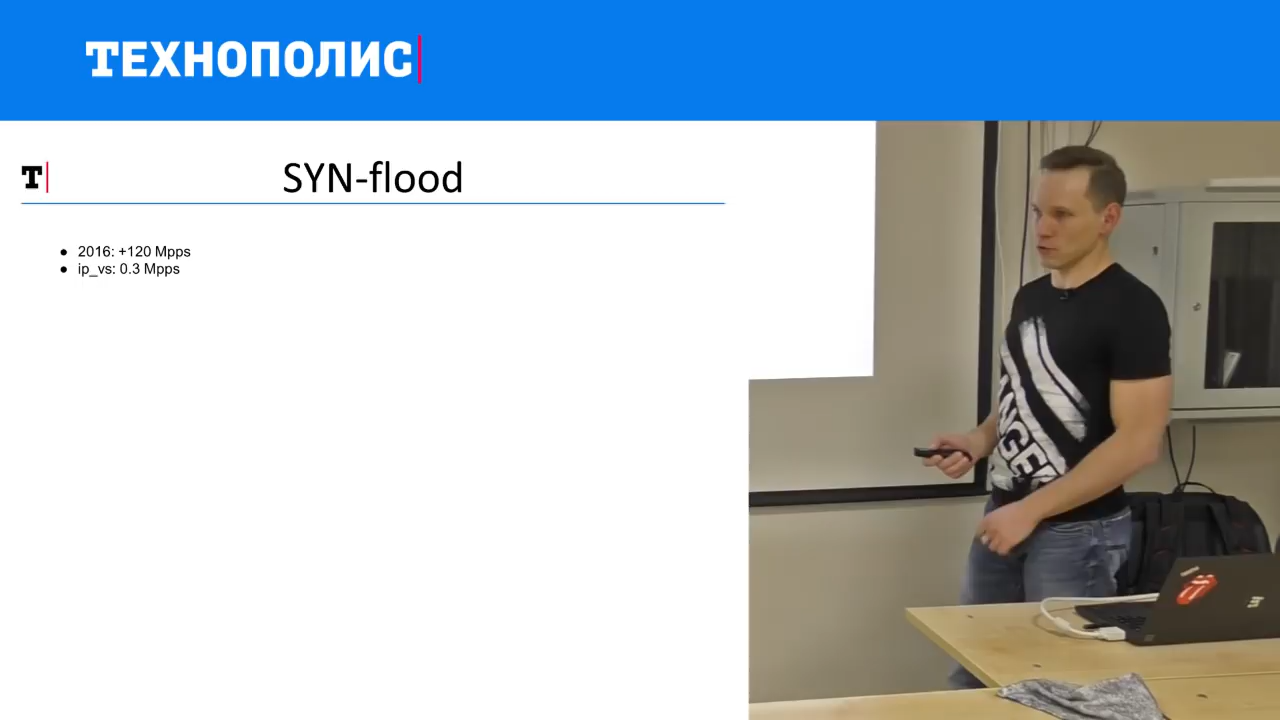 ТЕХНОПОЛИС
T
SYN-flood
● 2016: +120 Mpps
● ip_vs: 0.3 Mpps